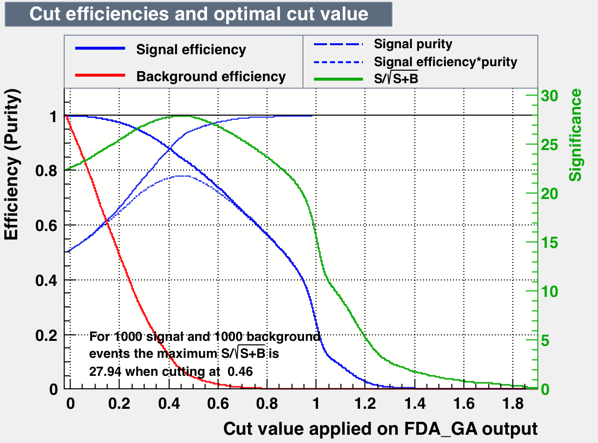 Cut efficiencies and optimal cut value
Signal efficiency
Background efficiency
Signal purity
Signal efficiency*purity
S/√S+B
Efficiency (Purity)
1
0.8
0.6
0.4
0.2
0
30
25
20
15
10
5
0
Significance
For 1000 signal and 1000 background
events the maximum S/√S+B is
27.94 when cutting at 0.46
0 0.2 0.4 0.6 0.8 1 1.2 1.4 1.6 1.8
Cut value applied on FDA_GA output